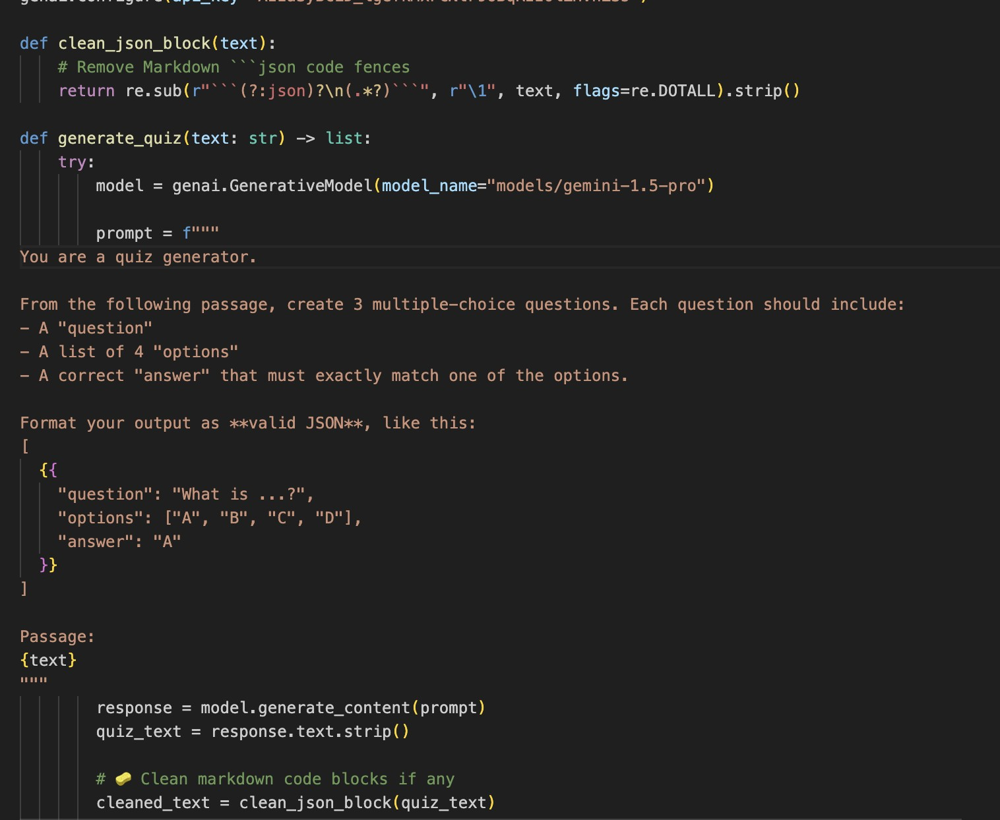 def clean_json_block(text):
# Remove Markdown ```json code fences
return re.sub(r"```(?:json)?\n(.*?)```", r"\1", text, flags=re.DOTALL).strip()
def generate_quiz(text: str) -> list:
try:
model = genai.GenerativeModel(model_name="models/gemini-1.5-pro")
prompt = f"""
You are a quiz generator.
From the following passage, create 3 multiple-choice questions. Each question should include:
- A "question"
- A list of 4 "options"
- A correct "answer" that must exactly match one of the options.
Format your output as **valid JSON**, like this:
[
{{
"question": "What is ...?",
"options": ["A", "B", "C", "D"],
"answer": "A"
}}
]
Passage:
{text}
"""
response = model.generate_content(prompt)
quiz_text = response.text.strip()
# 🧽 Clean markdown code blocks if any
cleaned_text = clean_json_block(quiz_text)